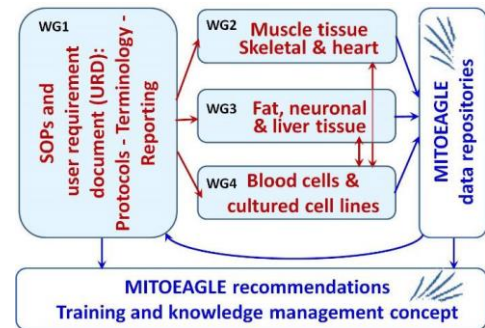 WG1
SOPs and
user requirement
document (URD):
Protocols - Terminology -
Reporting
WG2
Muscle tissue
Skeletal & heart
WG3
Fat, neuronal
& liver tissue
WG4
Blood cells &
cultured cell lines
MITOEAGLE
data repositories
MITOEAGLE recommendations
Training and knowledge management concept